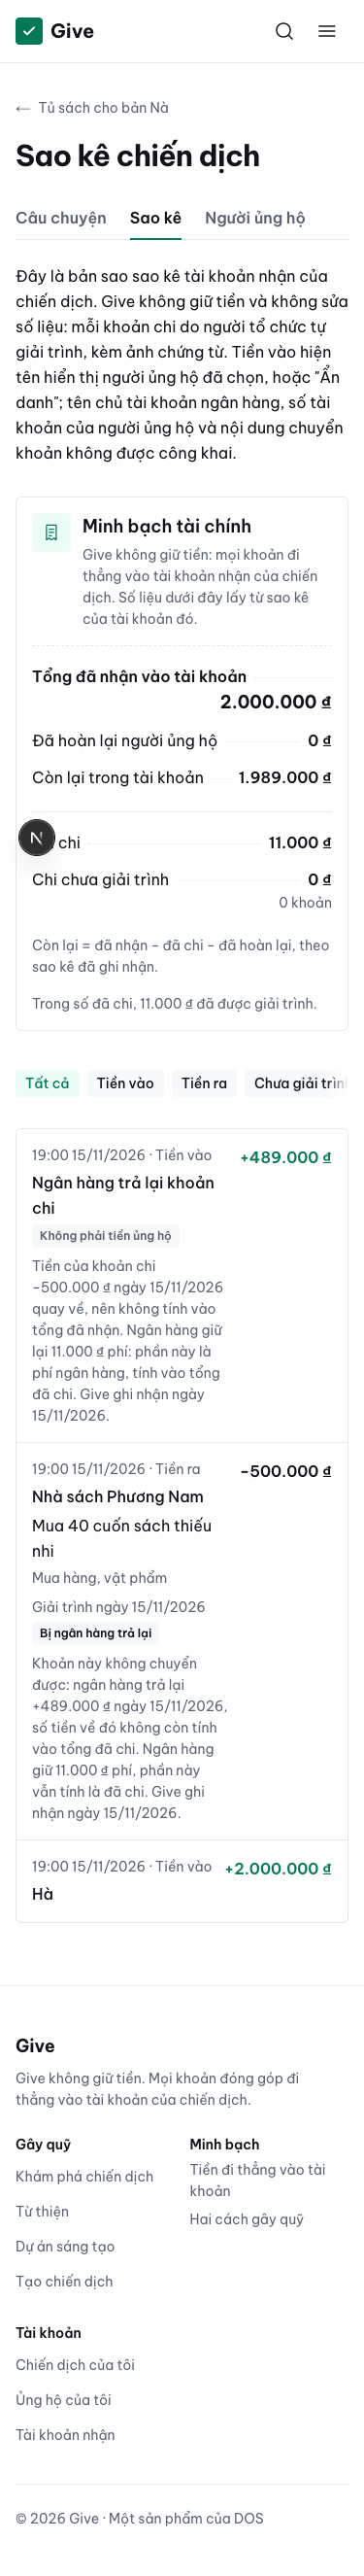 Give
← Tủ sách cho bản Nà
Sao kê chiến dịch
Câu chuyện Sao kê Người ủng hộ
Đây là bản sao sao kê tài khoản nhận của
chiến dịch. Give không giữ tiền và không sửa
số liệu: mỗi khoản chi do người tổ chức tự
giải trình, kèm ảnh chứng từ. Tiền vào hiện
tên hiển thị người ủng hộ đã chọn, hoặc "Ẩn
danh"; tên chủ tài khoản ngân hàng, số tài
khoản của người ủng hộ và nội dung chuyển
khoản không được công khai.
Minh bạch tài chính
Give không giữ tiền: mọi khoản đi
thẳng vào tài khoản nhận của chiến
dịch. Số liệu dưới đây lấy từ sao kê
của tài khoản đó.
Tổng đã nhận vào tài khoản
2.000.000 ₫
Đã hoàn lại người ủng hộ 0 ₫
Còn lại trong tài khoản 1.989.000 ₫
N chi 11.000 ₫
Chi chưa giải trình 0 ₫
0 khoản
Còn lại = đã nhận − đã chi − đã hoàn lại, theo
sao kê đã ghi nhận.
Trong số đã chi, 11.000 ₫ đã được giải trình.
Tất cả Tiền vào Tiền ra Chưa giải trình
19:00 15/11/2026 · Tiền vào +489.000 ₫
Ngân hàng trả lại khoản
chi
Không phải tiền ủng hộ
Tiền của khoản chi
−500.000 ₫ ngày 15/11/2026
quay về, nên không tính vào
tổng đã nhận. Ngân hàng giữ
lại 11.000 ₫ phí: phần này là
phí ngân hàng, tính vào tổng
đã chi. Give ghi nhận ngày
15/11/2026.
19:00 15/11/2026 · Tiền ra −500.000 ₫
Nhà sách Phương Nam
Mua 40 cuốn sách thiếu
nhi
Mua hàng, vật phẩm
Giải trình ngày 15/11/2026
Bị ngân hàng trả lại
Khoản này không chuyển
được: ngân hàng trả lại
+489.000 ₫ ngày 15/11/2026,
số tiền về đó không còn tính
vào tổng đã chi. Ngân hàng
giữ 11.000 ₫ phí, phần này
vẫn tính là đã chi. Give ghi
nhận ngày 15/11/2026.
19:00 15/11/2026 · Tiền vào +2.000.000 ₫
Hà
Give
Give không giữ tiền. Mọi khoản đóng góp đi
thẳng vào tài khoản của chiến dịch.
Gây quỹ
Khám phá chiến dịch
Từ thiện
Dự án sáng tạo
Tạo chiến dịch
Minh bạch
Tiền đi thẳng vào tài
khoản
Hai cách gây quỹ
Tài khoản
Chiến dịch của tôi
Ủng hộ của tôi
Tài khoản nhận
© 2026 Give · Một sản phẩm của DOS